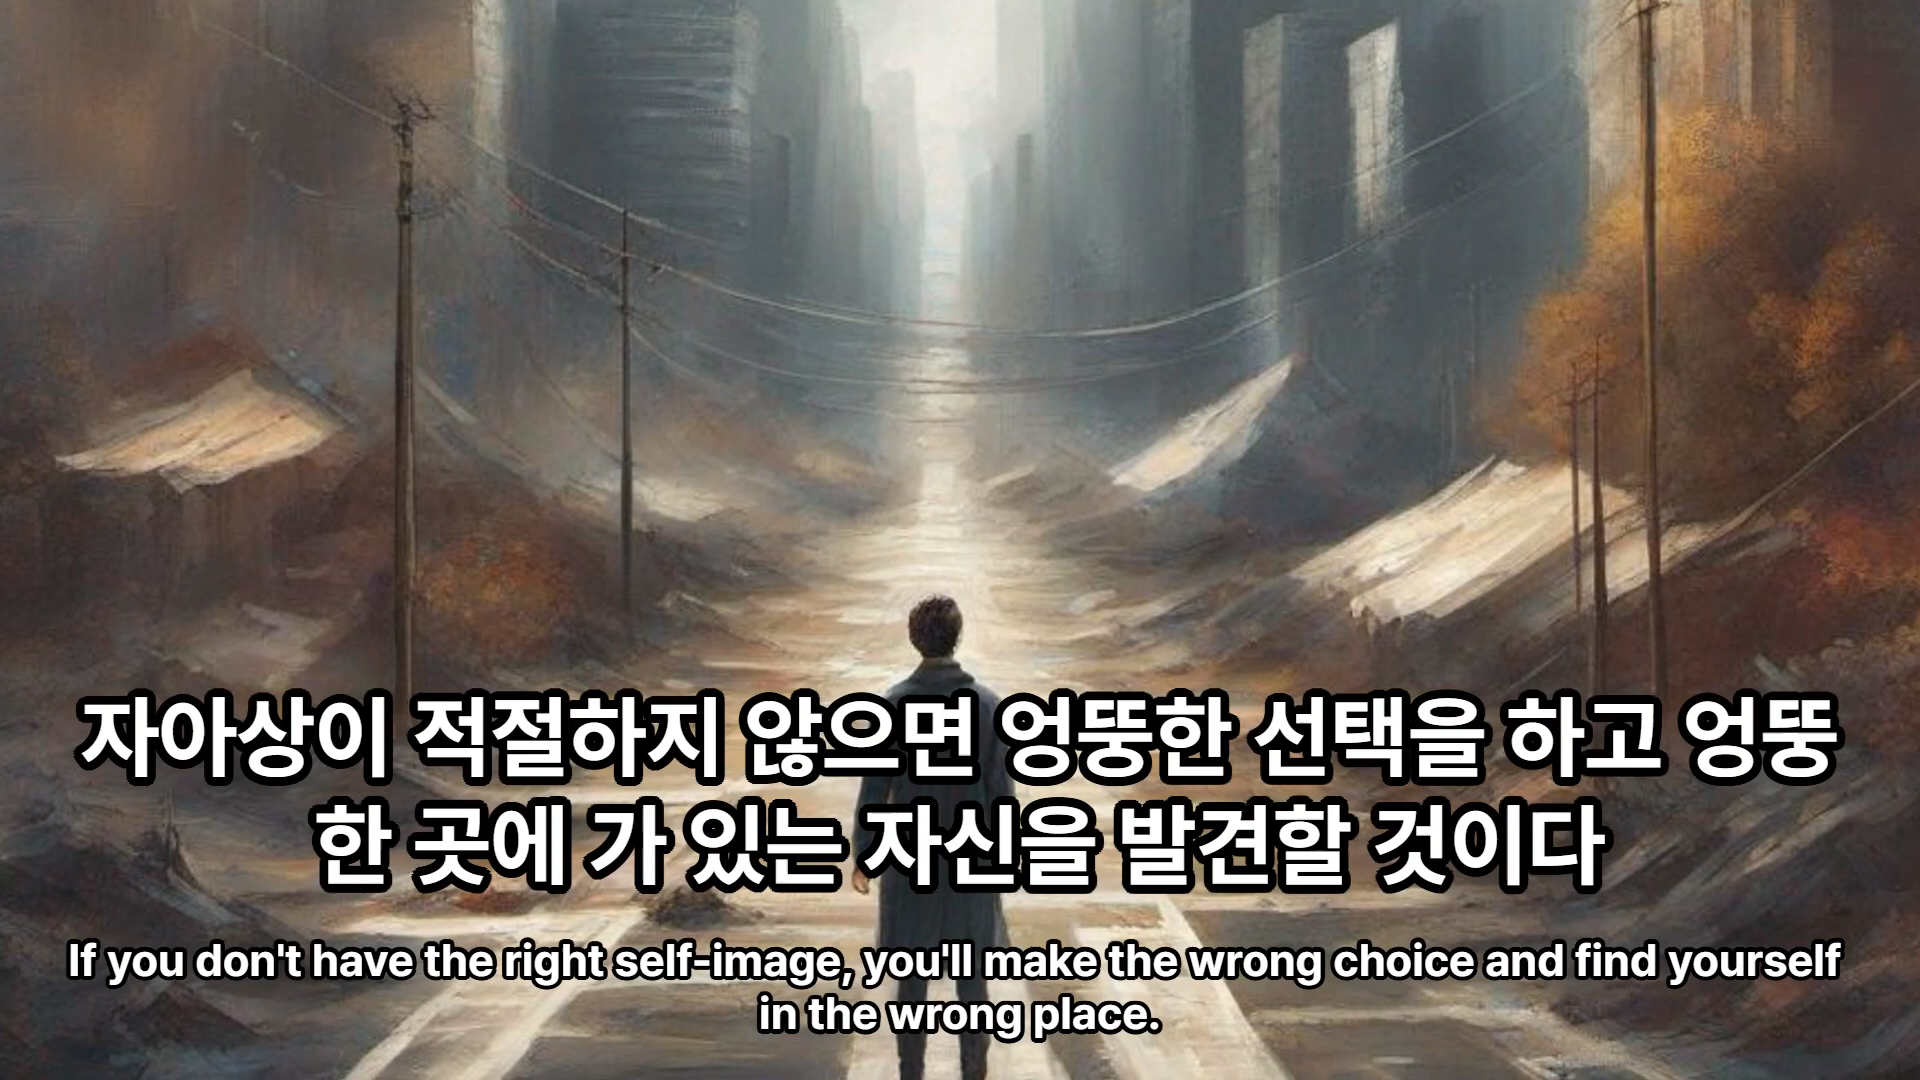 자아상이 적절하지 않으면 엉뚱한 선택을 하고 엉뚱
한 곳에 가 있는 자신을 발견할 것이다
If you don't have the right self-image, you'll make the wrong choice and find yourself
in the wrong place.